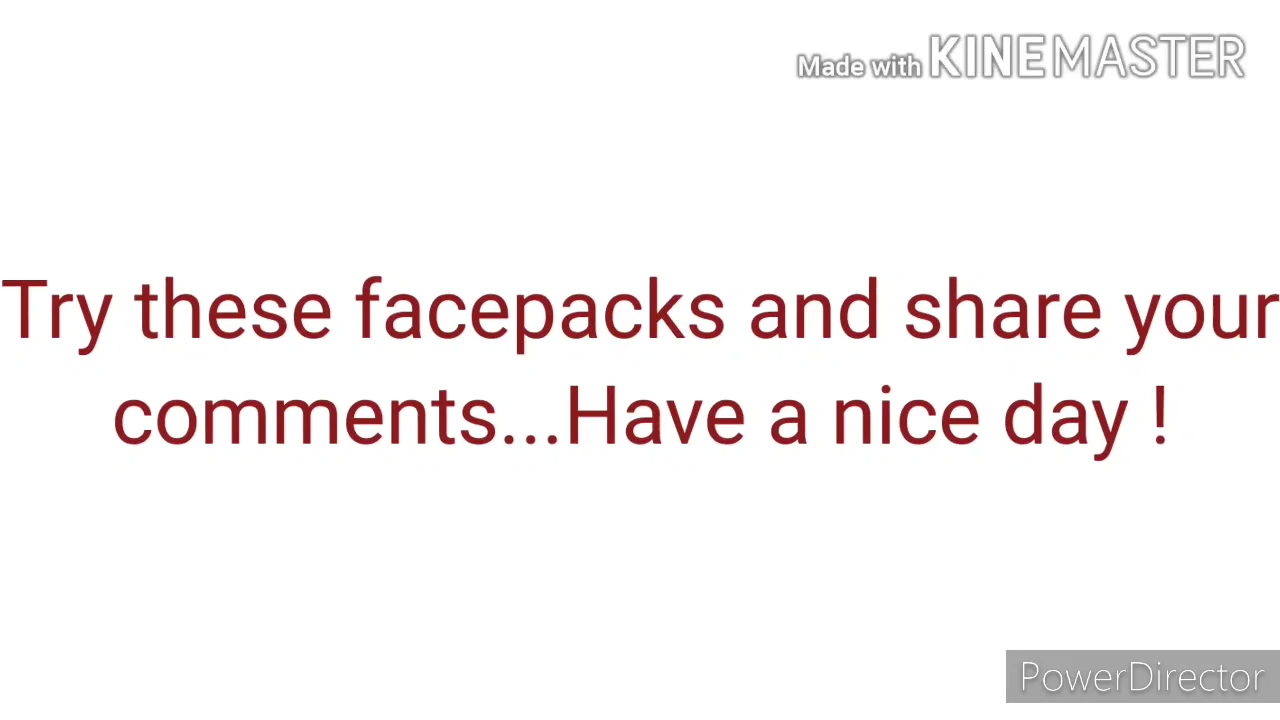 Made with KINEMASTER
Try these facepacks and share your
comments...Have a nice day !
PowerDirector